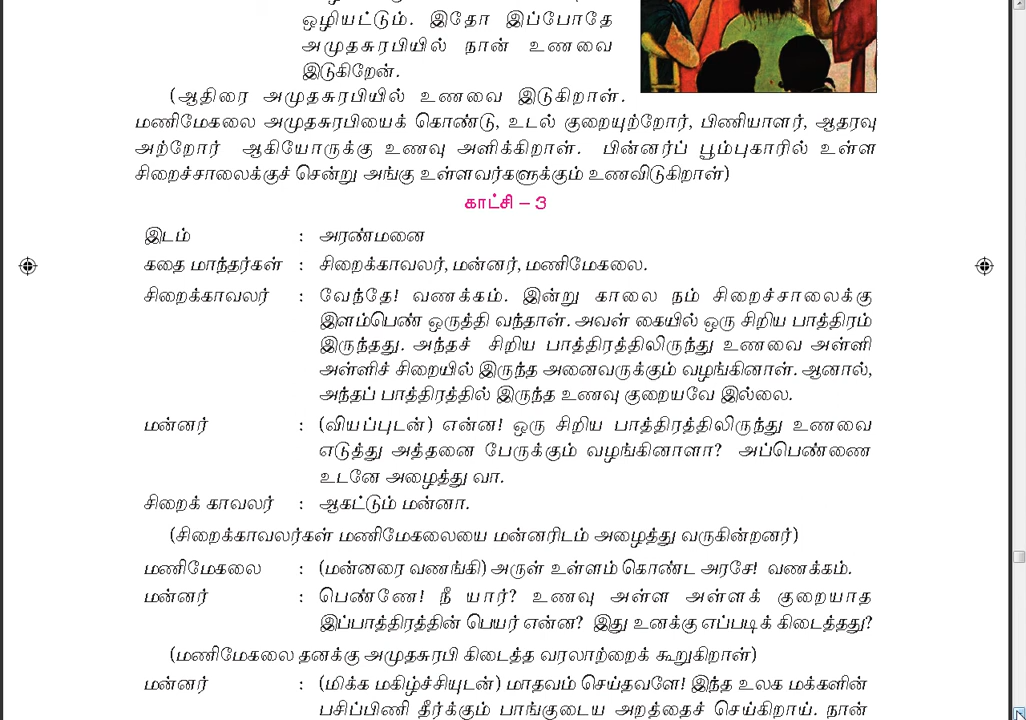 ஒழியட்டும். இதோ இப்போதே
அமுதசுரபியில் நான் உணவை
இடுகிறேன்.
(ஆதிரை அமுதசுரபியில் உணவை இடுகிறாள்.
மணிமேகலை அமுதசுரபியைக் கொண்டு, உடல் குறையுற்றோர், பிணியாளர், ஆதரவு
அற்றோர் ஆகியோருக்கு உணவு அளிக்கிறாள். பின்னர்ப் பூம்புகாரில் உள்ள
சிறைச்சாலைக்குச் சென்று அங்கு உள்ளவர்களுக்கும் உணவிடுகிறாள்)
காட்சி – 3
இடம் : அரண்மனை
கதை மாந்தர்கள் : சிறைக்காவலர், மன்னர், மணிமேகலை.
சிறைக்காவலர் : வேந்தே! வணக்கம். இன்று காலை நம் சிறைச்சாலைக்கு
இளம்பெண் ஒருத்தி வந்தாள். அவள் கையில் ஒரு சிறிய பாத்திரம்
இருந்தது. அந்தச் சிறிய பாத்திரத்திலிருந்து உணவை அள்ளி
அள்ளிச் சிறையில் இருந்த அனைவருக்கும் வழங்கினாள். ஆனால்,
அந்தப் பாத்திரத்தில் இருந்த உணவு குறையவே இல்லை.
மன்னர் : (வியப்புடன்) என்ன! ஒரு சிறிய பாத்திரத்திலிருந்து உணவை
எடுத்து அத்தனை பேருக்கும் வழங்கினாளா? அப்பெண்ணை
உடனே அழைத்து வா.
சிறைக் காவலர் : ஆகட்டும் மன்னா.
(சிறைக்காவலர்கள் மணிமேகலையை மன்னரிடம் அழைத்து வருகின்றனர்)
மணிமேகலை : (மன்னரை வணங்கி) அருள் உள்ளம் கொண்ட அரசே! வணக்கம்.
மன்னர் : பெண்ணே! நீ யார்? உணவு அள்ள அள்ளக் குறையாத
இப்பாத்திரத்தின் பெயர் என்ன? இது உனக்கு எப்படிக் கிடைத்தது?
(மணிமேகலை தனக்கு அமுதசுரபி கிடைத்த வரலாற்றைக் கூறுகிறாள்)
மன்னர் : (மிக்க மகிழ்ச்சியுடன்) மாதவம் செய்தவளே! இந்த உலக மக்களின்
பசிப்பிணி தீர்க்கும் பாங்குடைய அறத்தைச் செய்கிறாய். நான்